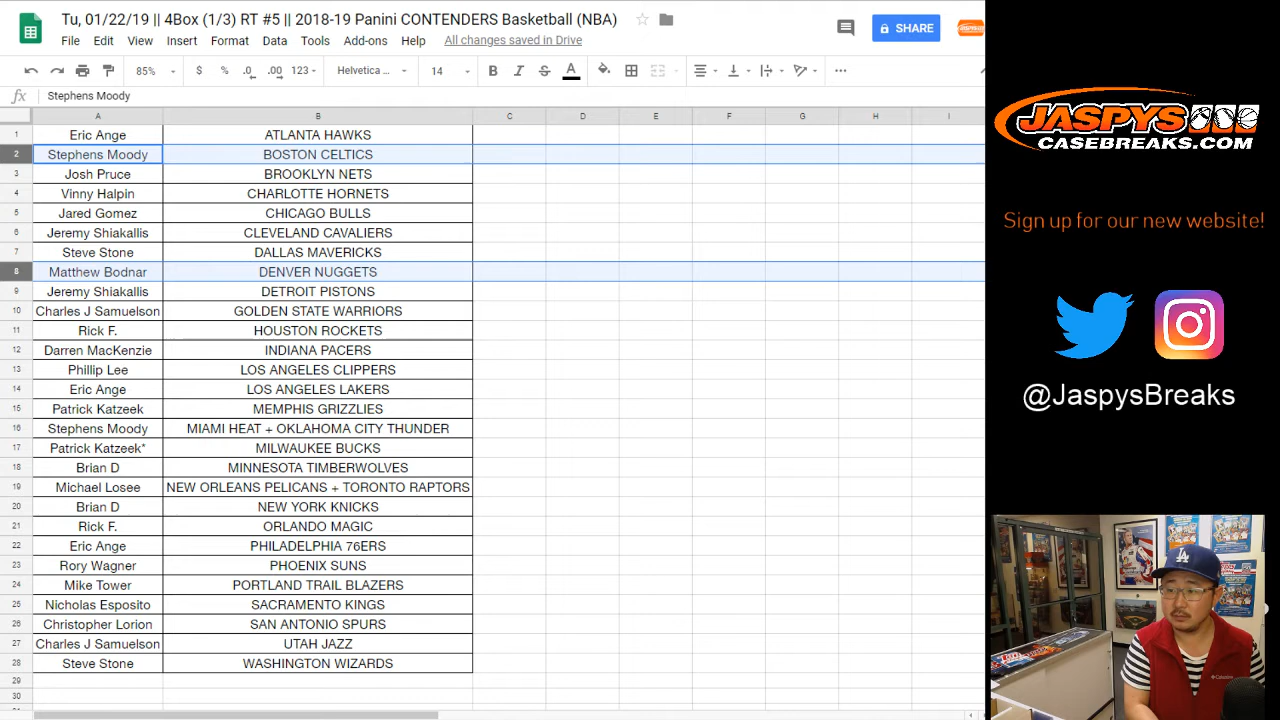 Tu, 01/22/19 || 4Box (1/3) RT #5 || 2018-19 Panini CONTENDERS Basketball (NBA)
File Edit View Insert Format Data Tools Add-ons Help All changes saved in Drive
SHARE
85% $ % .0 .00 123 Helvetica ... 14 B I S A
fx Stephens Moody
A B C D E F G H I
1 Eric Ange ATLANTA HAWKS
2 Stephens Moody BOSTON CELTICS
3 Josh Pruce BROOKLYN NETS
4 Vinny Halpin CHARLOTTE HORNETS
5 Jared Gomez CHICAGO BULLS
6 Jeremy Shiakallis CLEVELAND CAVALIERS
7 Steve Stone DALLAS MAVERICKS
8 Matthew Bodnar DENVER NUGGETS
9 Jeremy Shiakallis DETROIT PISTONS
10 Charles J Samuelson GOLDEN STATE WARRIORS
11 Rick F. HOUSTON ROCKETS
12 Darren MacKenzie INDIANA PACERS
13 Phillip Lee LOS ANGELES CLIPPERS
14 Eric Ange LOS ANGELES LAKERS
15 Patrick Katzeek MEMPHIS GRIZZLIES
16 Stephens Moody MIAMI HEAT + OKLAHOMA CITY THUNDER
17 Patrick Katzeek* MILWAUKEE BUCKS
18 Brian D MINNESOTA TIMBERWOLVES
19 Michael Losee NEW ORLEANS PELICANS + TORONTO RAPTORS
20 Brian D NEW YORK KNICKS
21 Rick F. ORLANDO MAGIC
22 Eric Ange PHILADELPHIA 76ERS
23 Rory Wagner PHOENIX SUNS
24 Mike Tower PORTLAND TRAIL BLAZERS
25 Nicholas Esposito SACRAMENTO KINGS
26 Christopher Lorion SAN ANTONIO SPURS
27 Charles J Samuelson UTAH JAZZ
28 Steve Stone WASHINGTON WIZARDS
29
30
JASPYS
CASEBREAKS.COM
Sign up for our new website!
@JaspysBreaks
LA